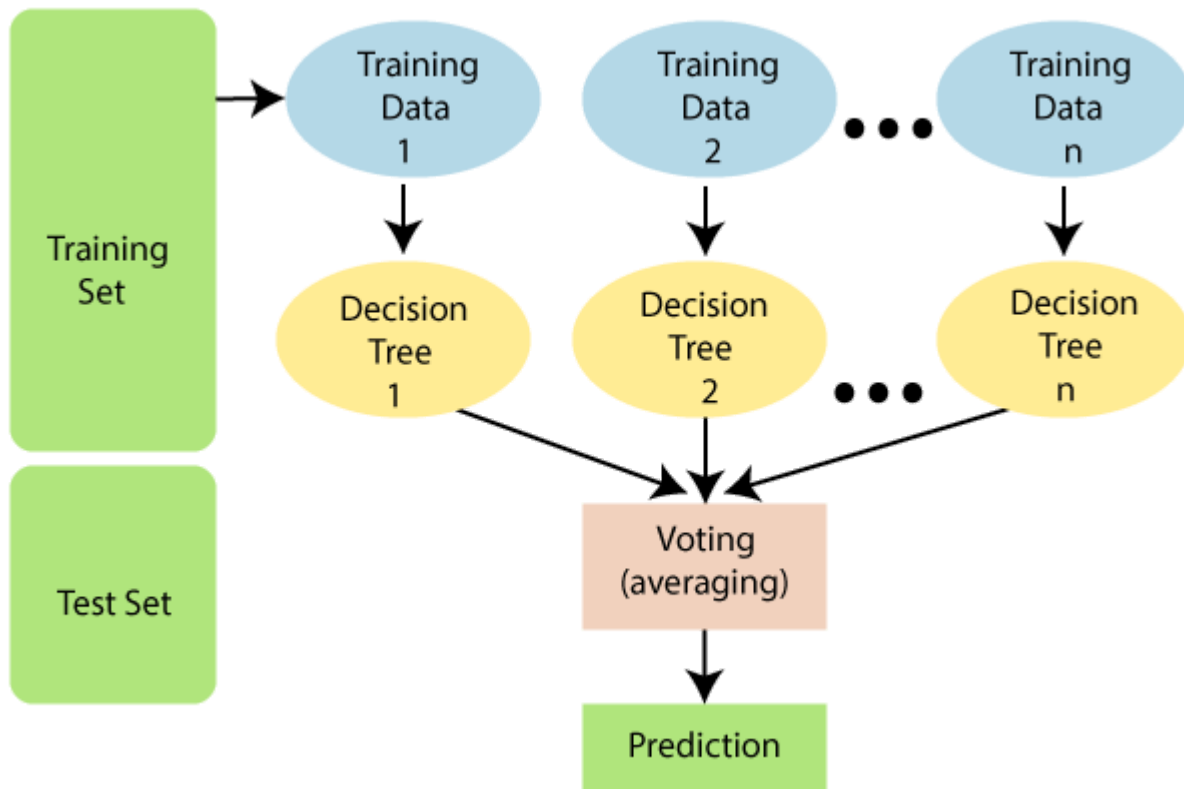 Training
Set
Test Set
Training
Data
1
Training
Data
2
Training
Data
n
Decision
Tree
1
Decision
Tree
2
Decision
Tree
n
Voting
(averaging)
Prediction